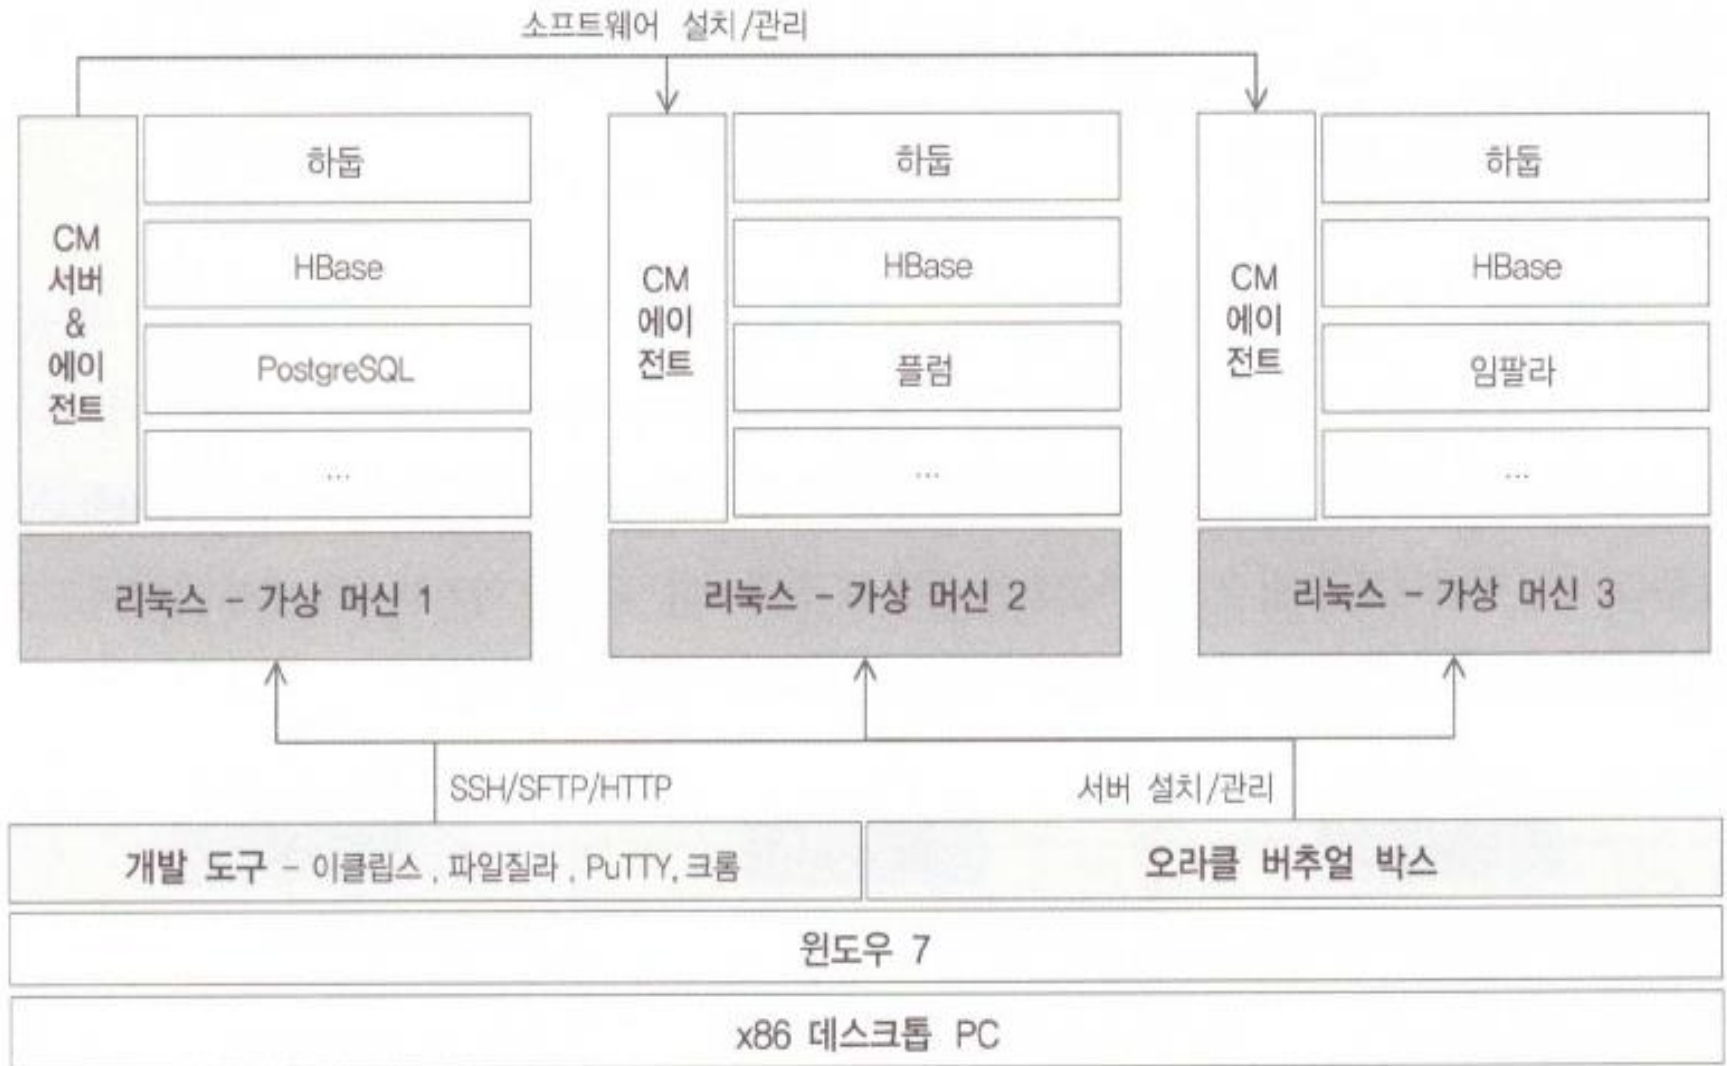 소프트웨어 설치/관리
CM
서버
&
에이
전트
하둡
HBase
PostgreSQL
...
리눅스 - 가상 머신 1
CM
에이
전트
하둡
HBase
플럼
...
리눅스 - 가상 머신 2
CM
에이
전트
하둡
HBase
임팔라
...
리눅스 - 가상 머신 3
SSH/SFTP/HTTP
서버 설치/관리
개발 도구 - 이클립스, 파일질라, PuTTY, 크롬
오라클 버추얼 박스
윈도우 7
x86 데스크톱 PC